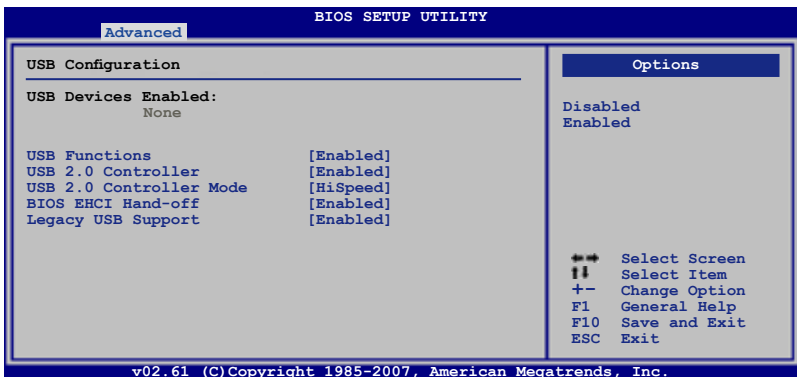 BIOS SETUP UTILITY
Advanced
USB Configuration
USB Devices Enabled:
None
USB Functions [Enabled]
USB 2.0 Controller [Enabled]
USB 2.0 Controller Mode [HiSpeed]
BIOS EHCI Hand-off [Enabled]
Legacy USB Support [Enabled]
Options
Disabled
Enabled
←→ Select Screen
↑↓ Select Item
+- Change Option
F1 General Help
F10 Save and Exit
ESC Exit
v02.61 (C)Copyright 1985-2007, American Megatrends, Inc.